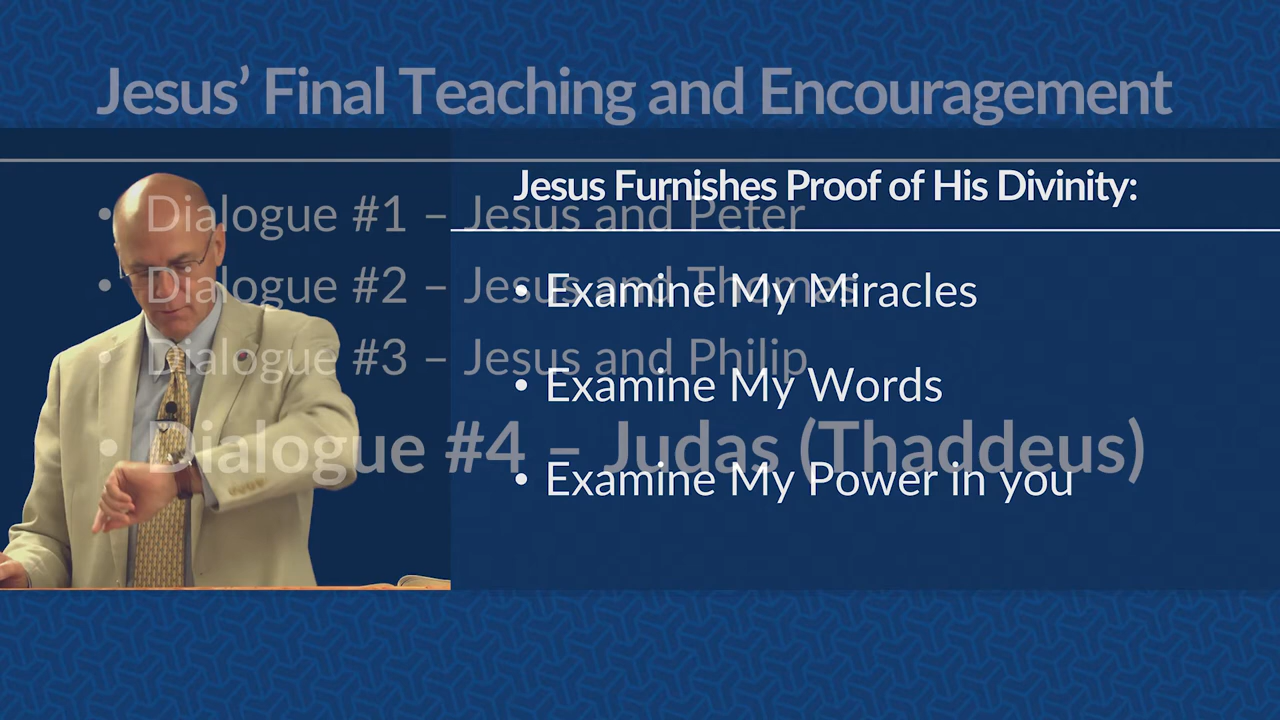 Jesus’ Final Teaching and Encouragement
Jesus Furnishes Proof of His Divinity:
• Dialogue #1 – Jesus and Peter
• Dialogue #2 – Jesus and Thomas
• Examine My Miracles
• Dialogue #3 – Jesus and Philip
• Examine My Words
• Dialogue #4 – Judas (Thaddeus)
• Examine My Power in you